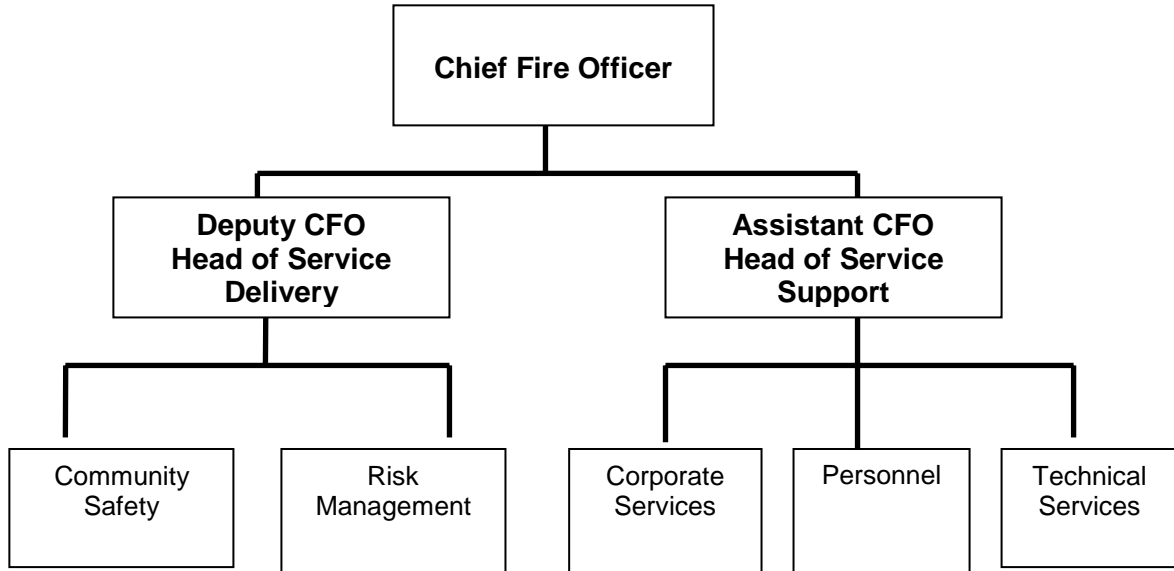 Chief Fire Officer
Deputy CFO
Head of Service
Delivery
Assistant CFO
Head of Service
Support
Community
Safety
Risk
Management
Corporate
Services
Personnel
Technical
Services